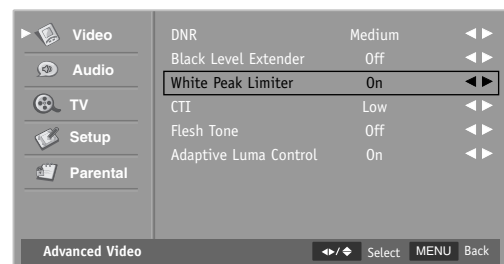 Video
Audio
TV
Setup
Parental
DNR Medium
Black Level Extender Off
White Peak Limiter On
CTI Low
Flesh Tone Off
Adaptive Luma Control On
Advanced Video Select MENU Back